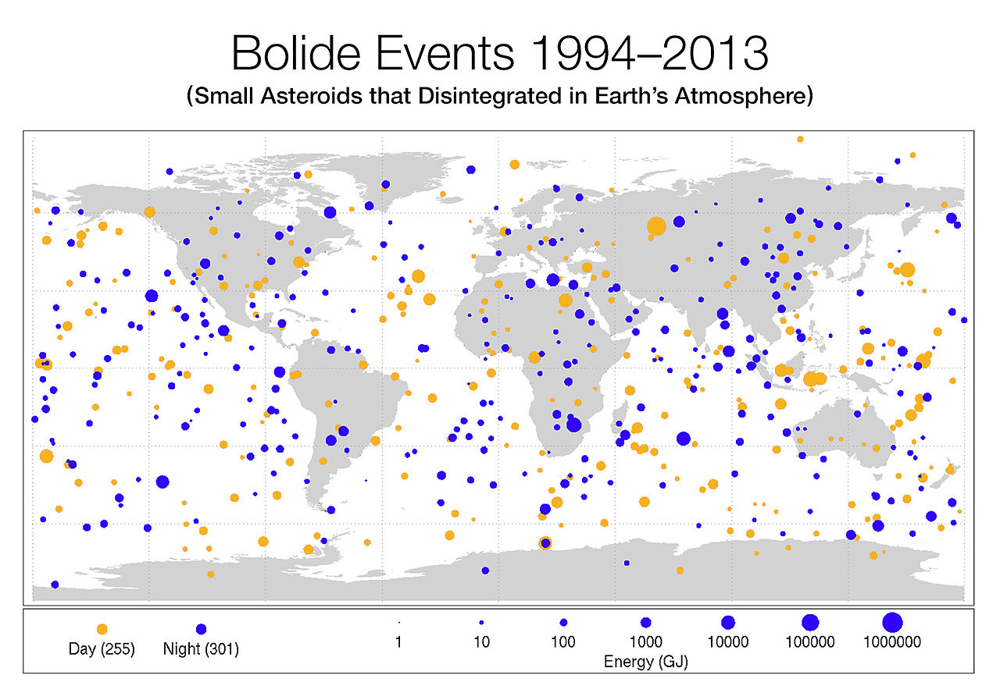 Bolide Events 1994–2013
(Small Asteroids that Disintegrated in Earth’s Atmosphere)
Day (255) Night (301)
1 10 100 1000 10000 100000 1000000
Energy (GJ)